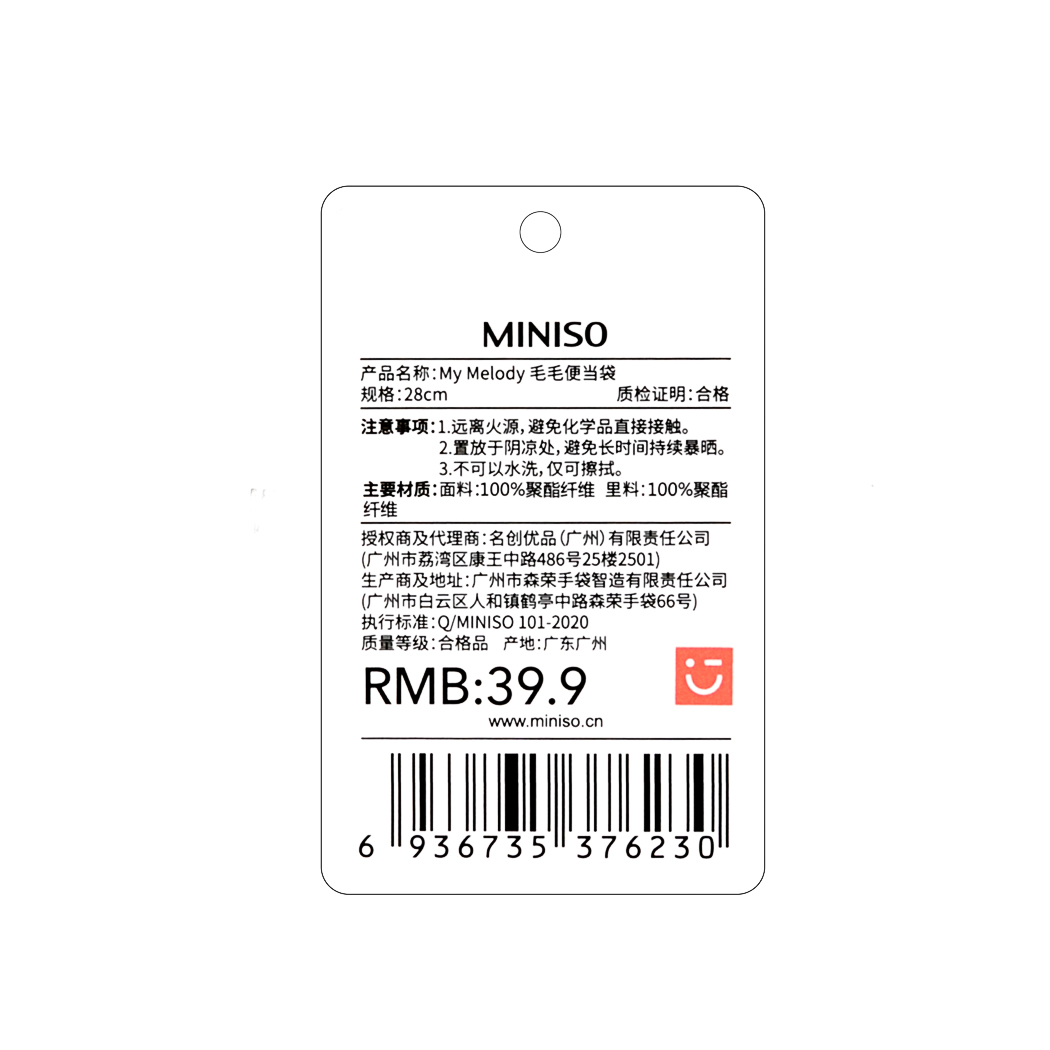 MINISO
产品名称:My Melody 毛毛便当袋
规格:28cm 质检证明:合格
注意事项:1.远离火源,避免化学品直接接触。
2.置放于阴凉处,避免长时间持续暴晒。
3.不可以水洗,仅可擦拭。
主要材质:面料:100%聚酯纤维 里料:100%聚酯
纤维
授权商及代理商:名创优品(广州)有限责任公司
(广州市荔湾区康王中路486号25楼2501)
生产商及地址:广州市森荣手袋智造有限责任公司
(广州市白云区人和镇鹤亭中路森荣手袋66号)
执行标准:Q/MINISO 101-2020
质量等级:合格品 产地:广东广州
RMB:39.9
www.miniso.cn
6 936735 376230